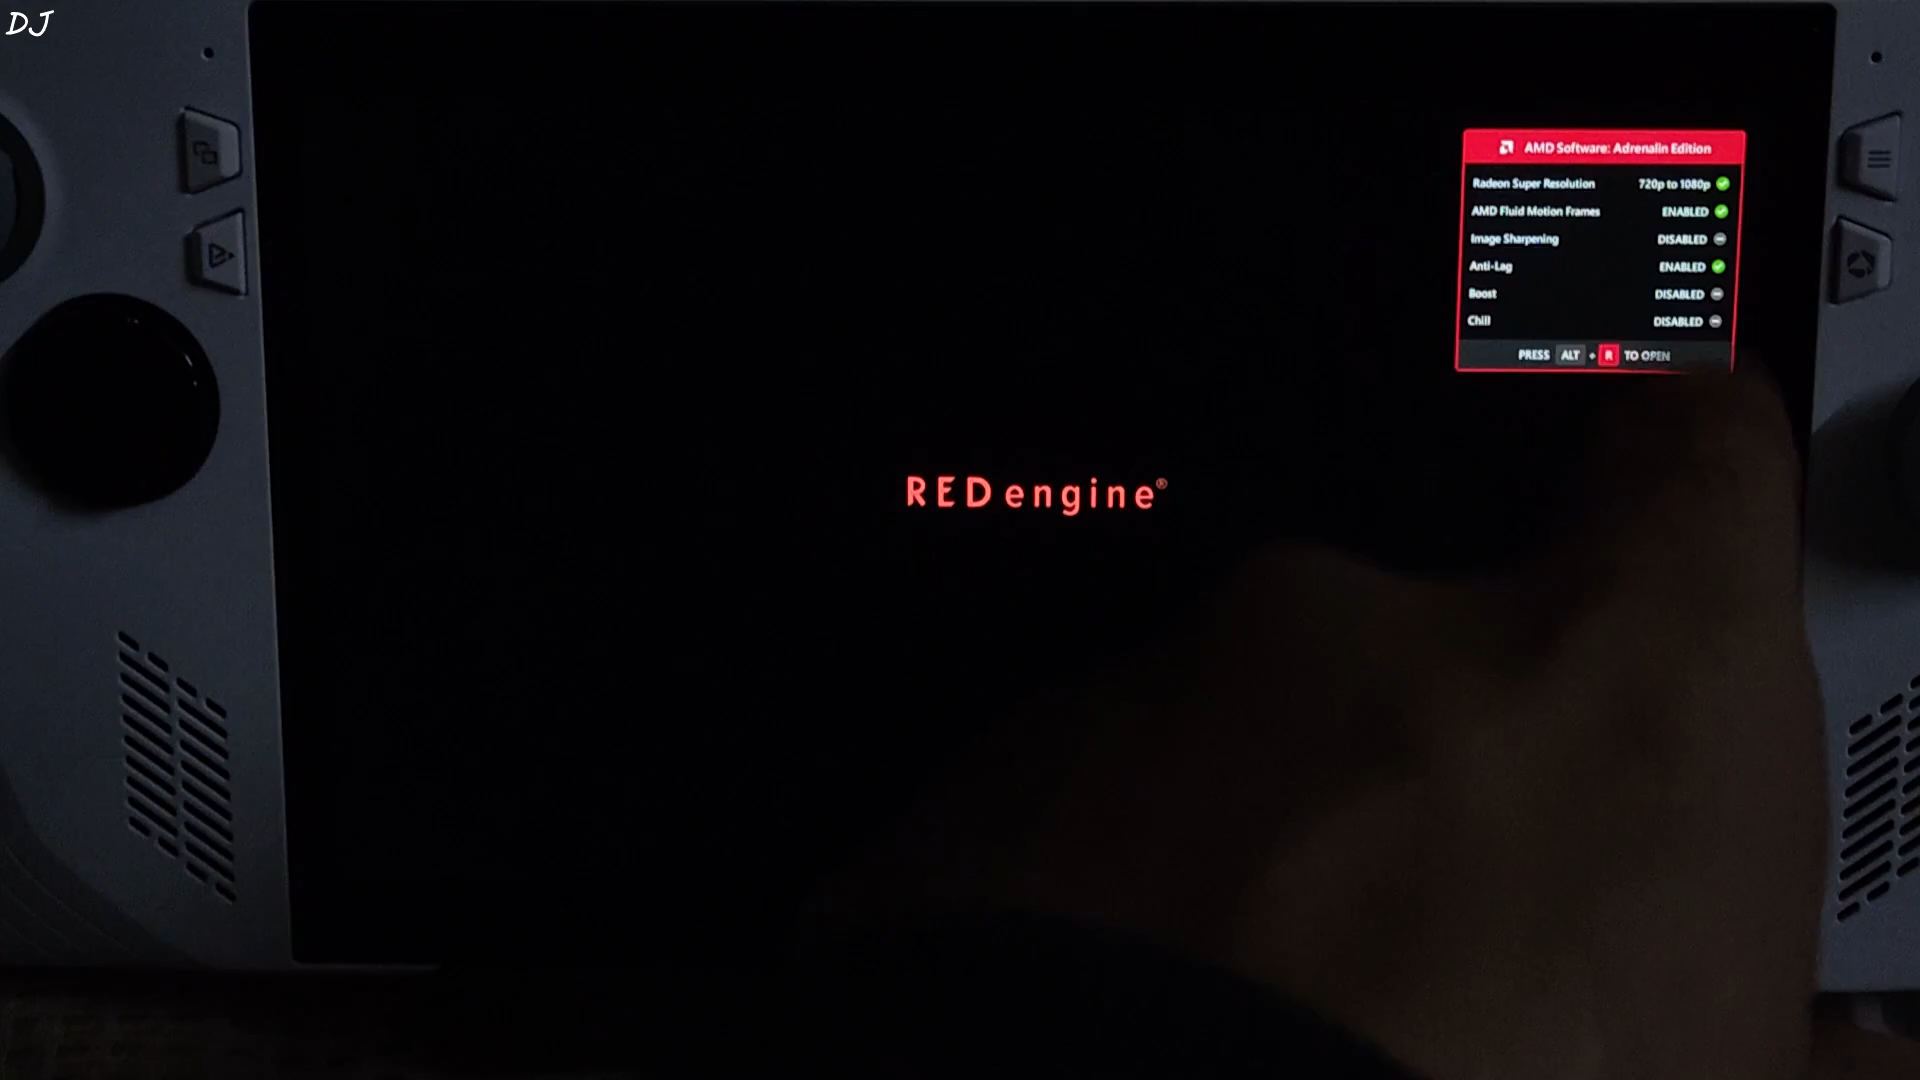 DJ
AMD Software: Adrenalin Edition
Radeon Super Resolution 720p to 1080p
AMD Fluid Motion Frames ENABLED
Image Sharpening DISABLED
Anti-Lag ENABLED
Boost DISABLED
Chill DISABLED
PRESS ALT + R TO OPEN
REDengine®